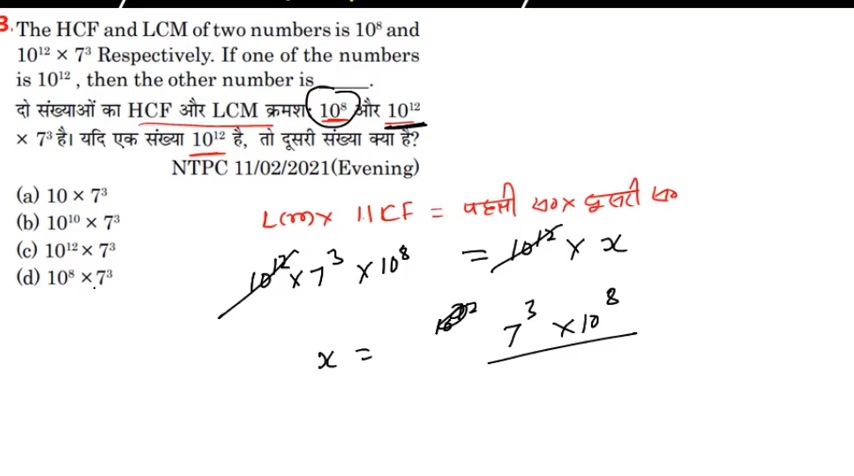 3. The HCF and LCM of two numbers is 10⁸ and
10¹² × 7³ Respectively. If one of the numbers
is 10¹² , then the other number is_____.
दो संख्याओं का HCF और LCM क्रमशः 10⁸ और 10¹²
× 7³ है। यदि एक संख्या 10¹² है, तो दूसरी संख्या क्या है?
NTPC 11/02/2021(Evening)
(a) 10 × 7³
(b) 10¹⁰ × 7³
(c) 10¹² × 7³
(d) 10⁸ × 7³
LCM × HCF = पहली सं० × दूसरी सं०
10¹² × 7³ × 10⁸ = 10¹² × x
x = 7³ × 10⁸